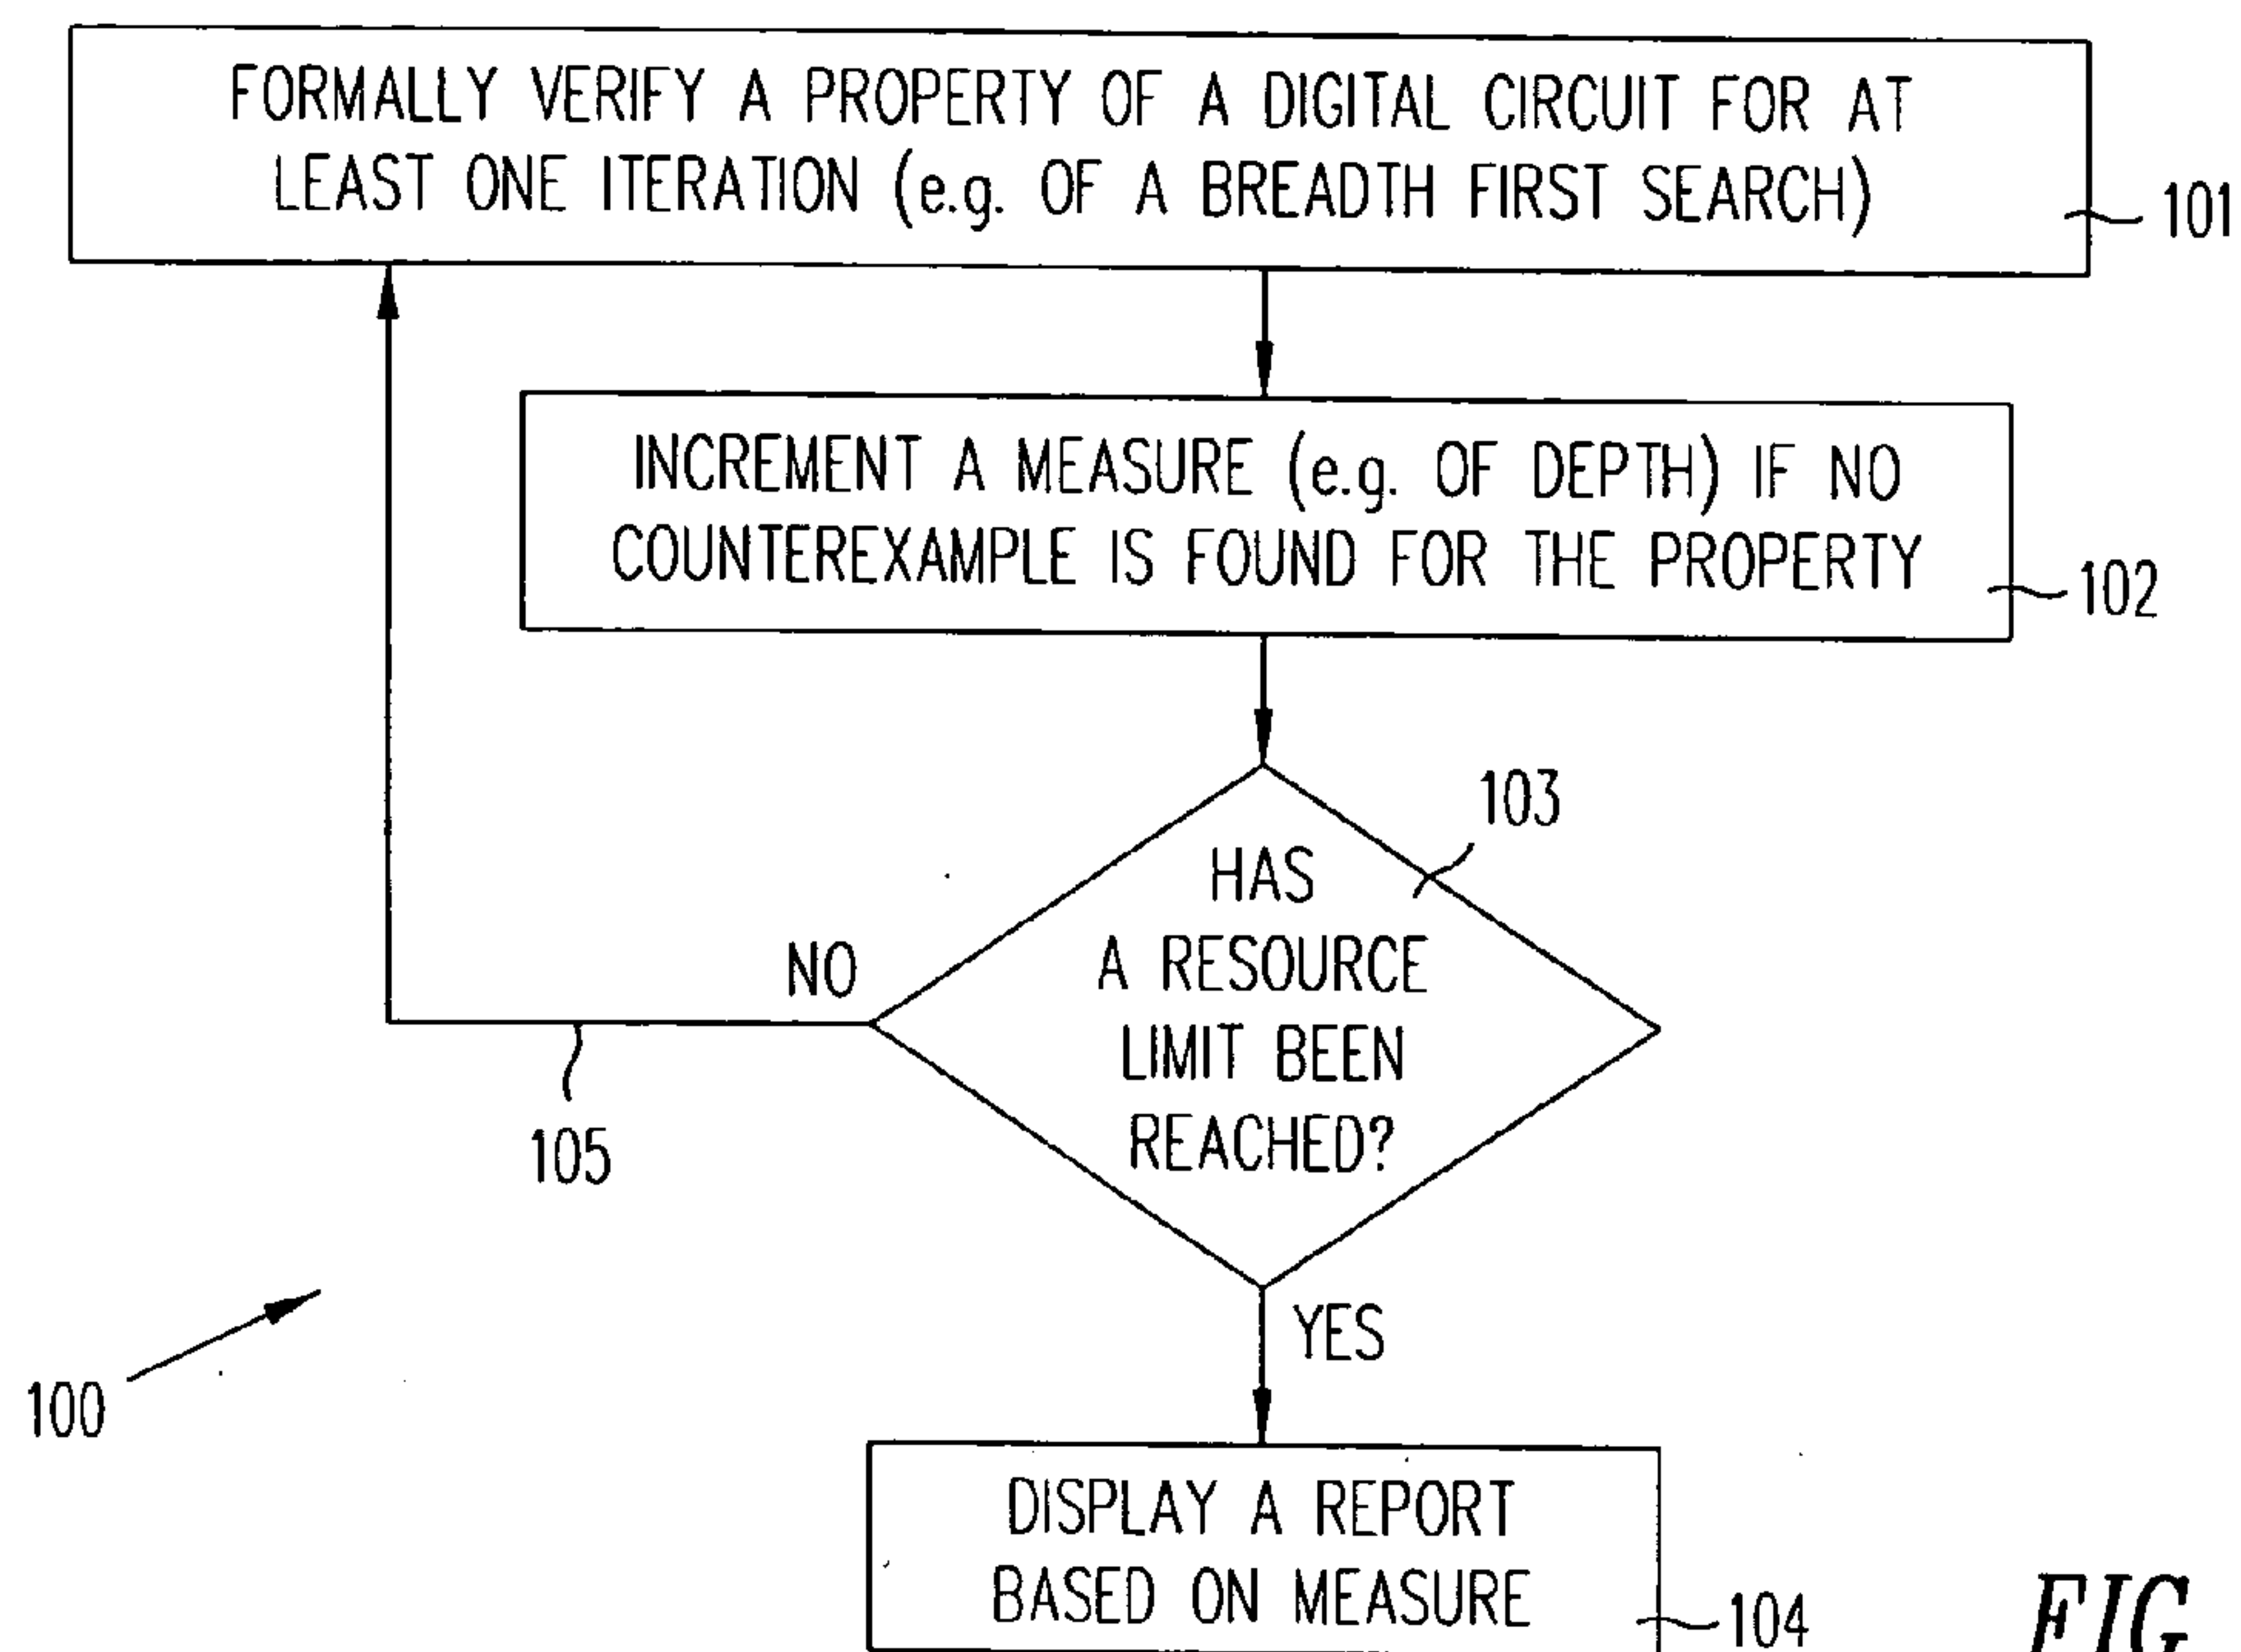 FORMALLY VERIFY A PROPERTY OF A DIGITAL CIRCUIT FOR AT
LEAST ONE ITERATION (e.g. OF A BREADTH FIRST SEARCH)
101
INCREMENT A MEASURE (e.g. OF DEPTH) IF NO
COUNTEREXAMPLE IS FOUND FOR THE PROPERTY
102
103
HAS
A RESOURCE
LIMIT BEEN
REACHED?
NO
105
YES
100
DISPLAY A REPORT
BASED ON MEASURE
104
FIG